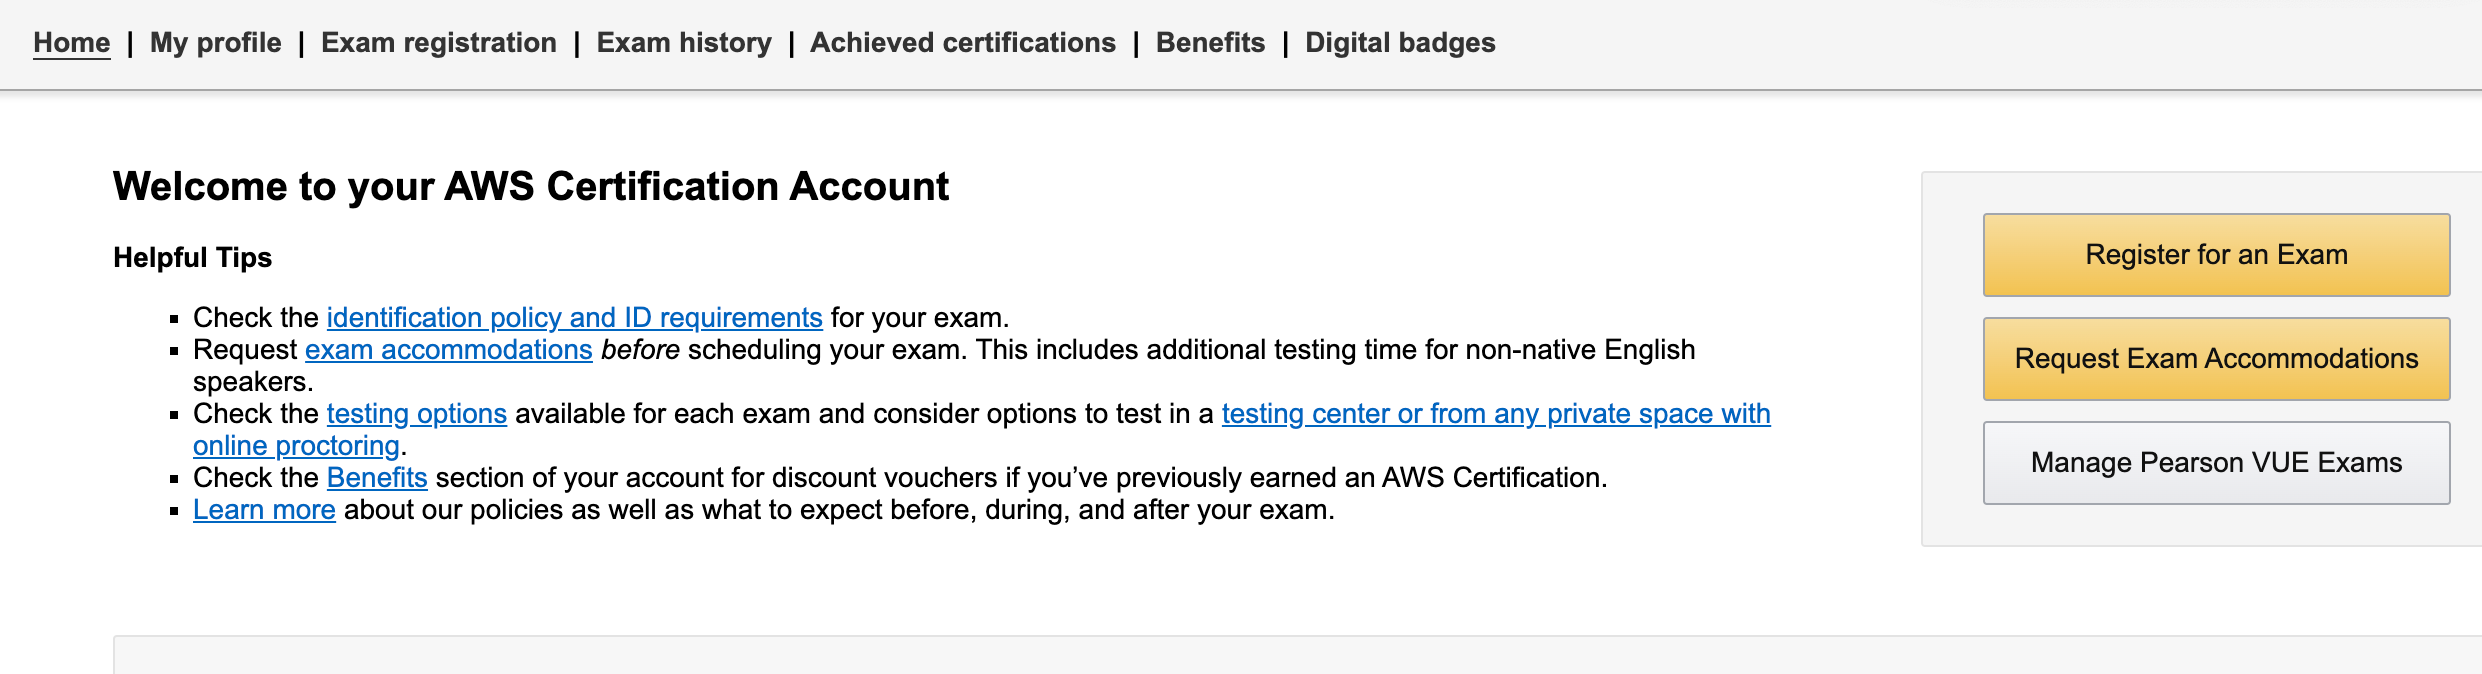 Home | My profile | Exam registration | Exam history | Achieved certifications | Benefits | Digital badges
Welcome to your AWS Certification Account
Helpful Tips
▪ Check the identification policy and ID requirements for your exam.
▪ Request exam accommodations before scheduling your exam. This includes additional testing time for non-native English
speakers.
▪ Check the testing options available for each exam and consider options to test in a testing center or from any private space with
online proctoring.
▪ Check the Benefits section of your account for discount vouchers if you’ve previously earned an AWS Certification.
▪ Learn more about our policies as well as what to expect before, during, and after your exam.
Register for an Exam
Request Exam Accommodations
Manage Pearson VUE Exams